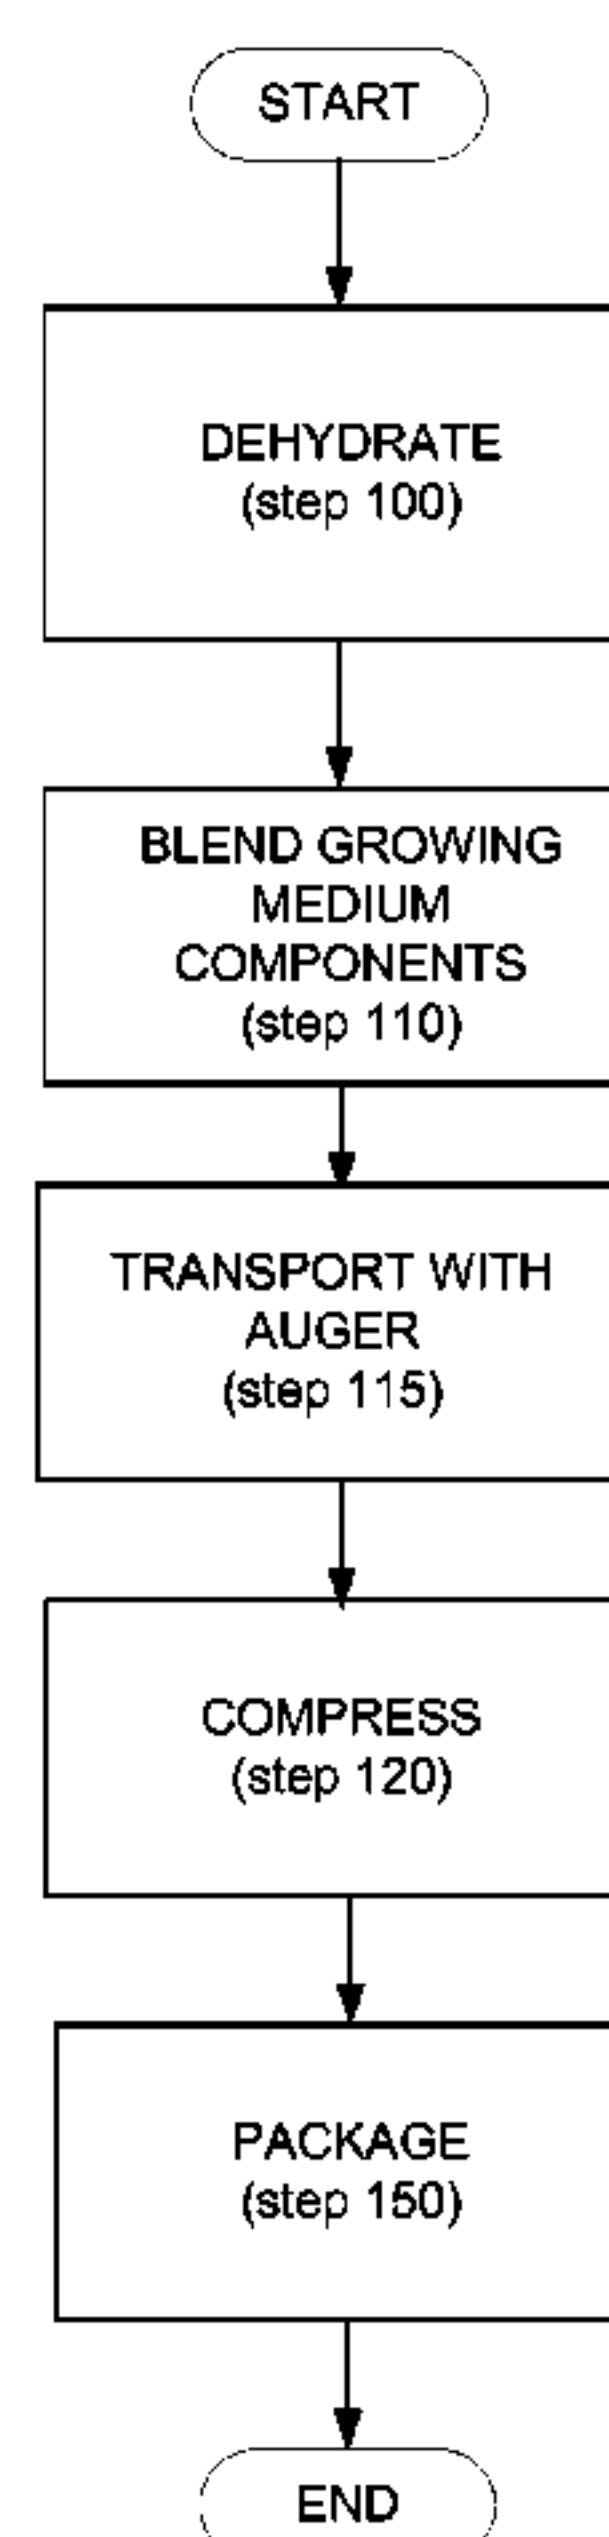 START
DEHYDRATE
(step 100)
BLEND GROWING
MEDIUM
COMPONENTS
(step 110)
TRANSPORT WITH
AUGER
(step 115)
COMPRESS
(step 120)
PACKAGE
(step 150)
END